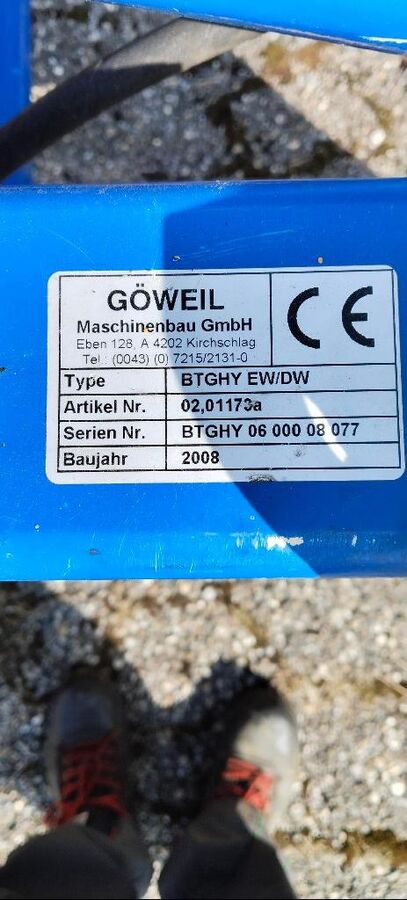 GÖWEIL
Maschinenbau GmbH
Eben 128, A 4202 Kirchschlag
Tel.: (0043) (0) 7215/2131-0
CE
Type BTGHY EW/DW
Artikel Nr. 02,01173a
Serien Nr. BTGHY 06 000 08 077
Baujahr 2008